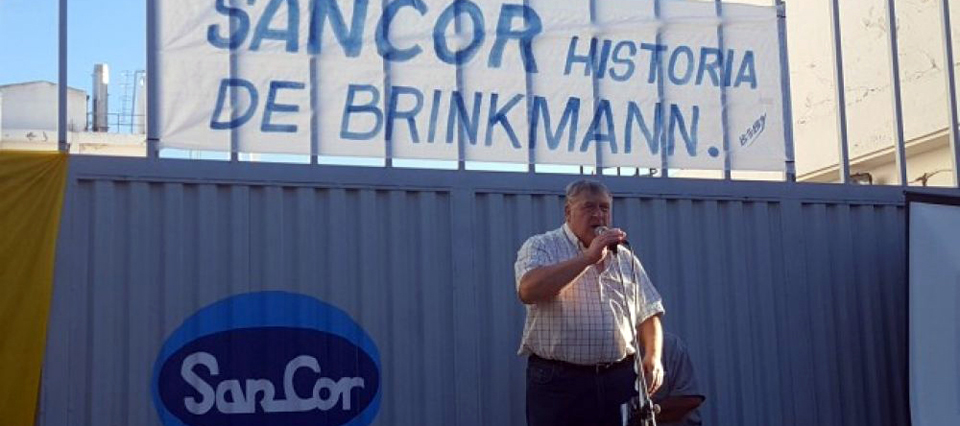 SANCOR HISTORIA
DE BRINKMANN.
SanCor